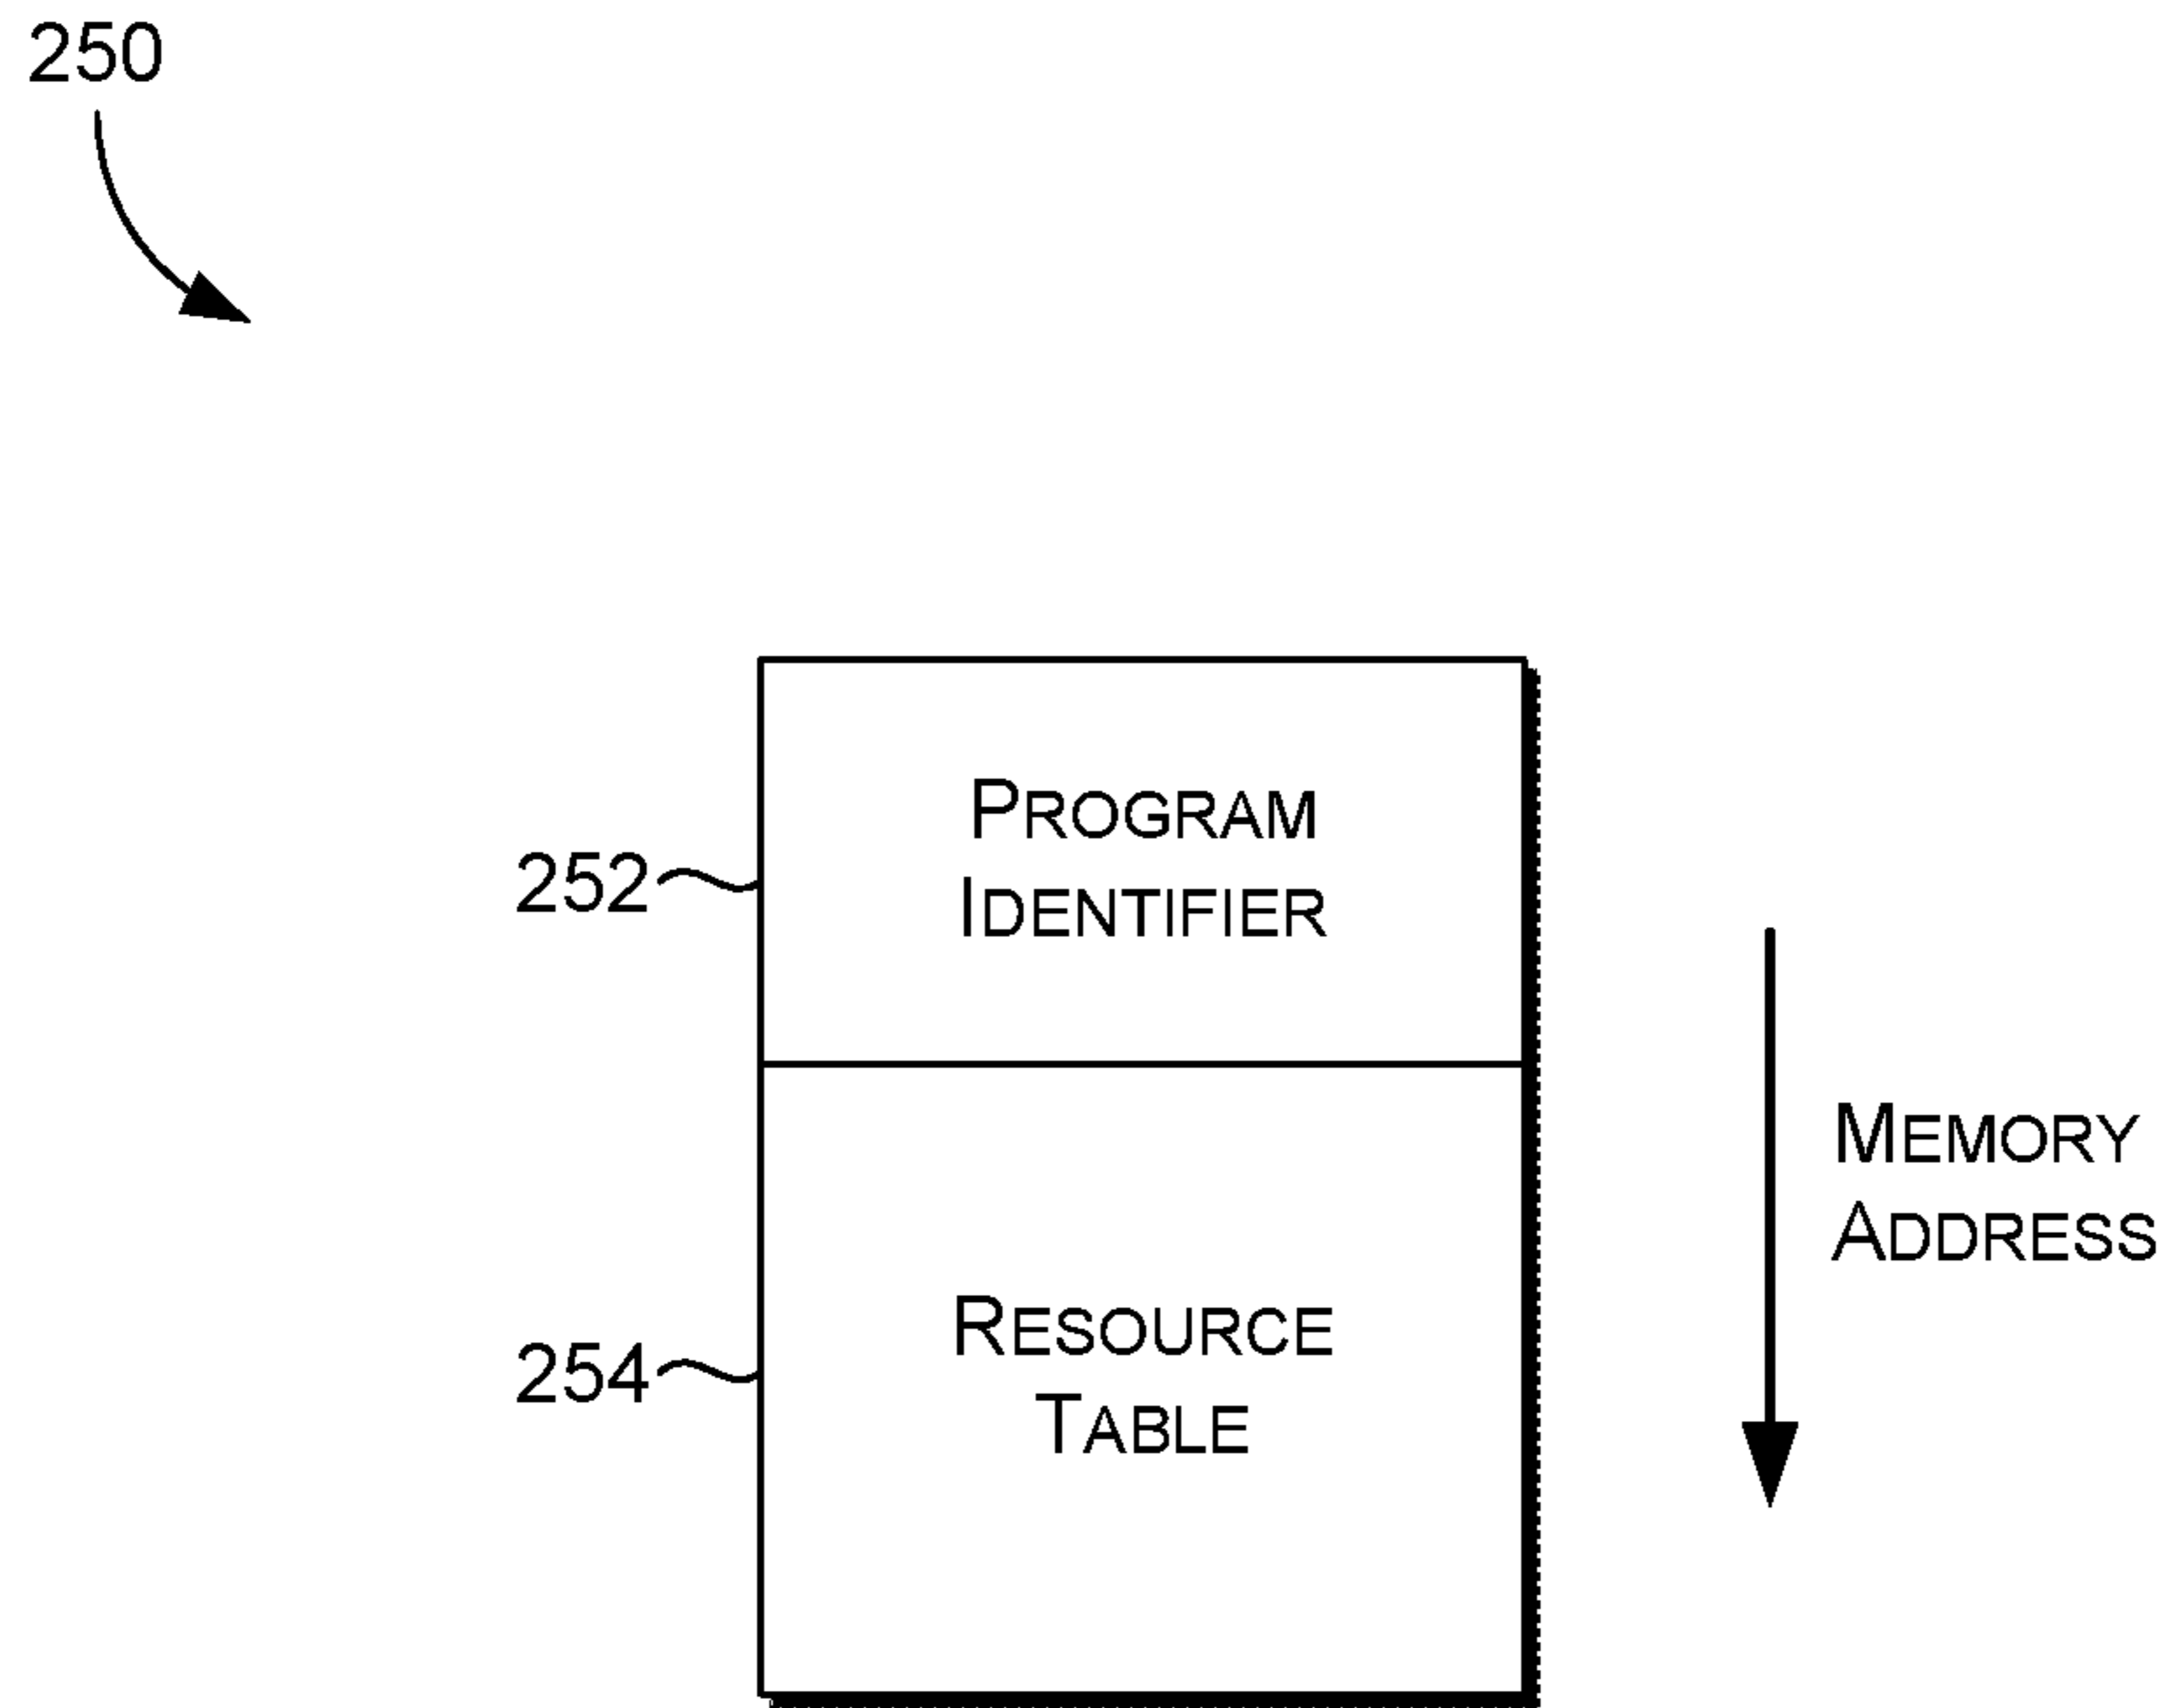 250
PROGRAM
IDENTIFIER
252
MEMORY
ADDRESS
RESOURCE
TABLE
254